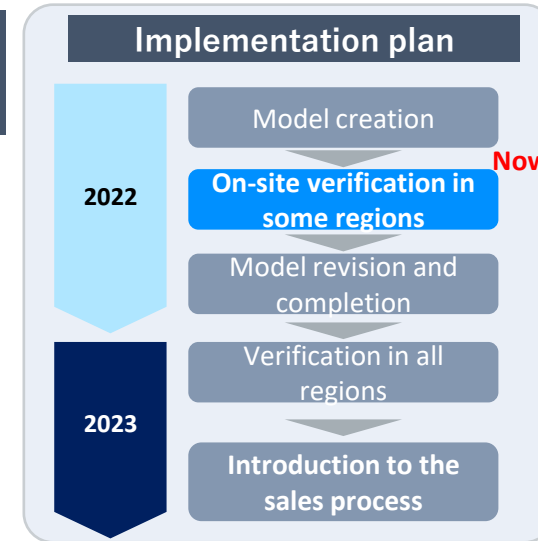 Implementation plan
Model creation
Now
2022
On-site verification in
some regions
Model revision and
completion
Verification in all
regions
2023
Introduction to the
sales process